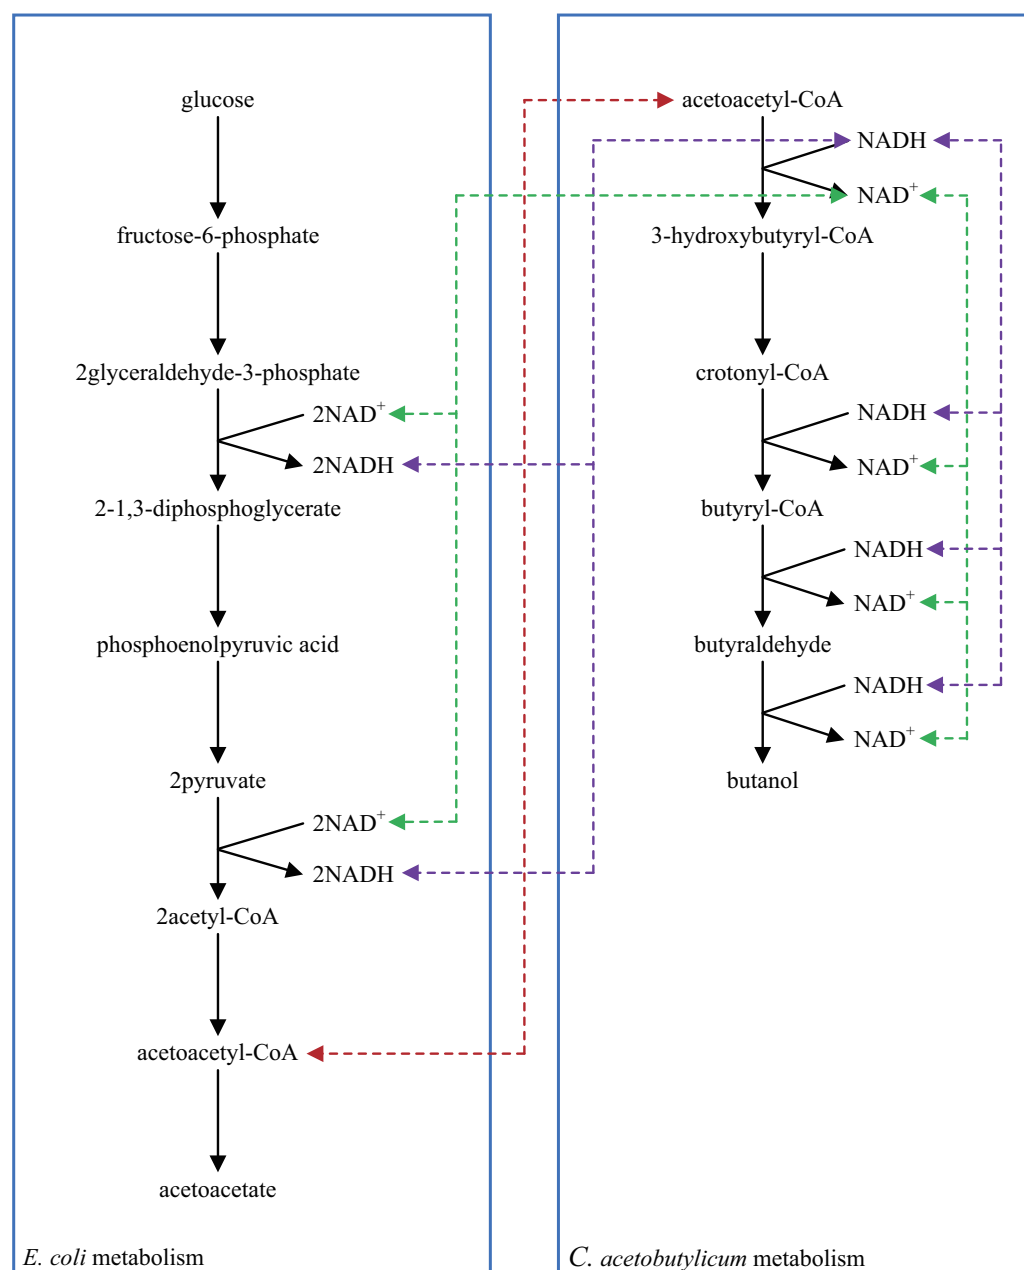 glucose
fructose-6-phosphate
2glyceraldehyde-3-phosphate
2NAD⁺
2NADH
2-1,3-diphosphoglycerate
phosphoenolpyruvic acid
2pyruvate
2NAD⁺
2NADH
2acetyl-CoA
acetoacetyl-CoA
acetoacetate
E. coli metabolism
acetoacetyl-CoA
NADH
NAD⁺
3-hydroxybutyryl-CoA
crotonyl-CoA
NADH
NAD⁺
butyryl-CoA
NADH
NAD⁺
butyraldehyde
NADH
NAD⁺
butanol
C. acetobutylicum metabolism